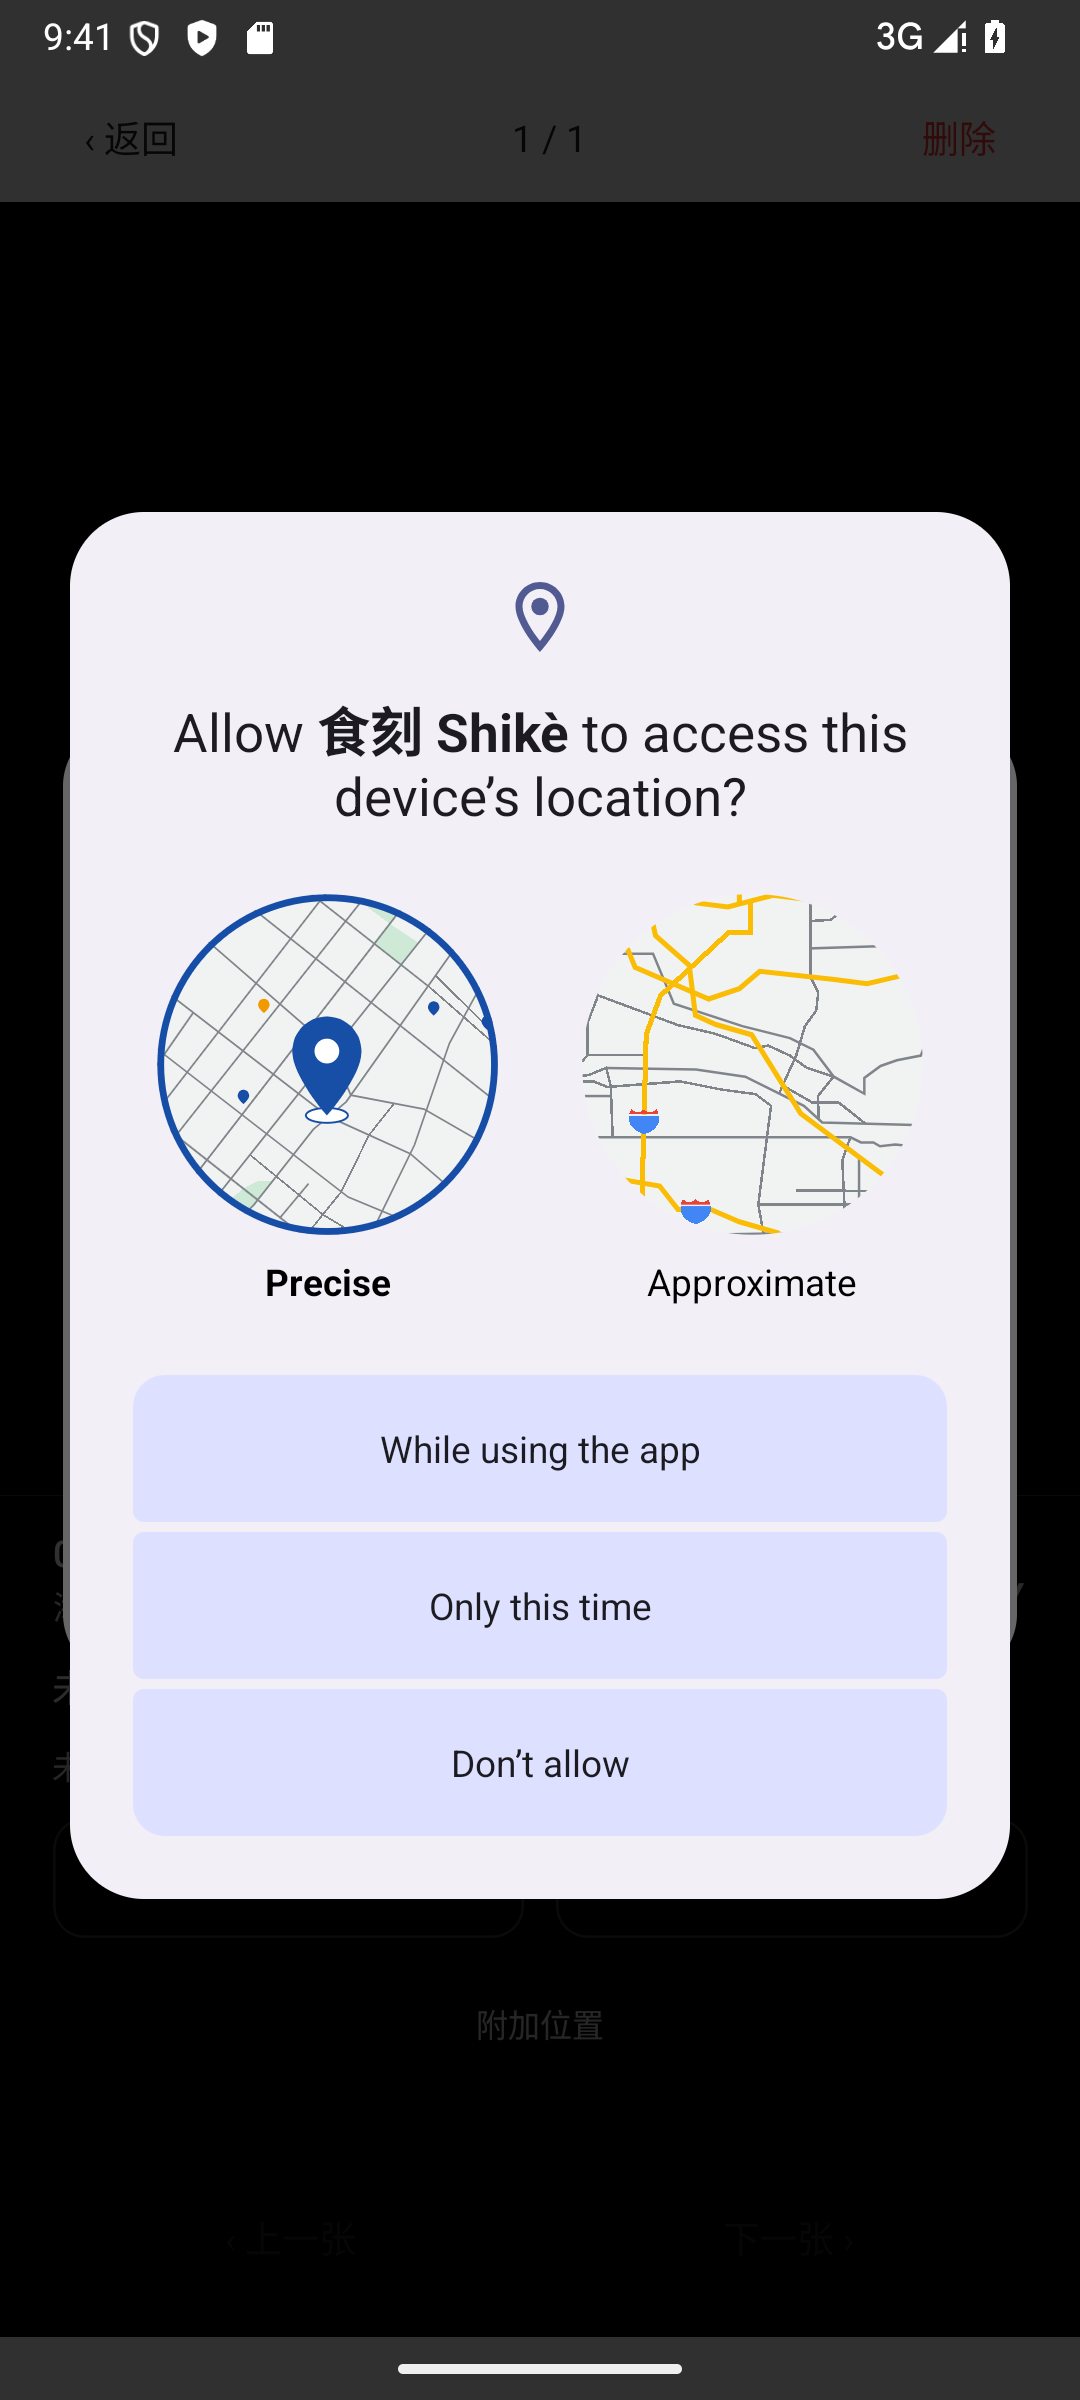 9:41
3G
‹ 返回
1 / 1
删除
Allow 食刻 Shikè to access this
device’s location?
Precise
Approximate
While using the app
Only this time
Don’t allow
附加位置
‹ 上一张
下一张 ›